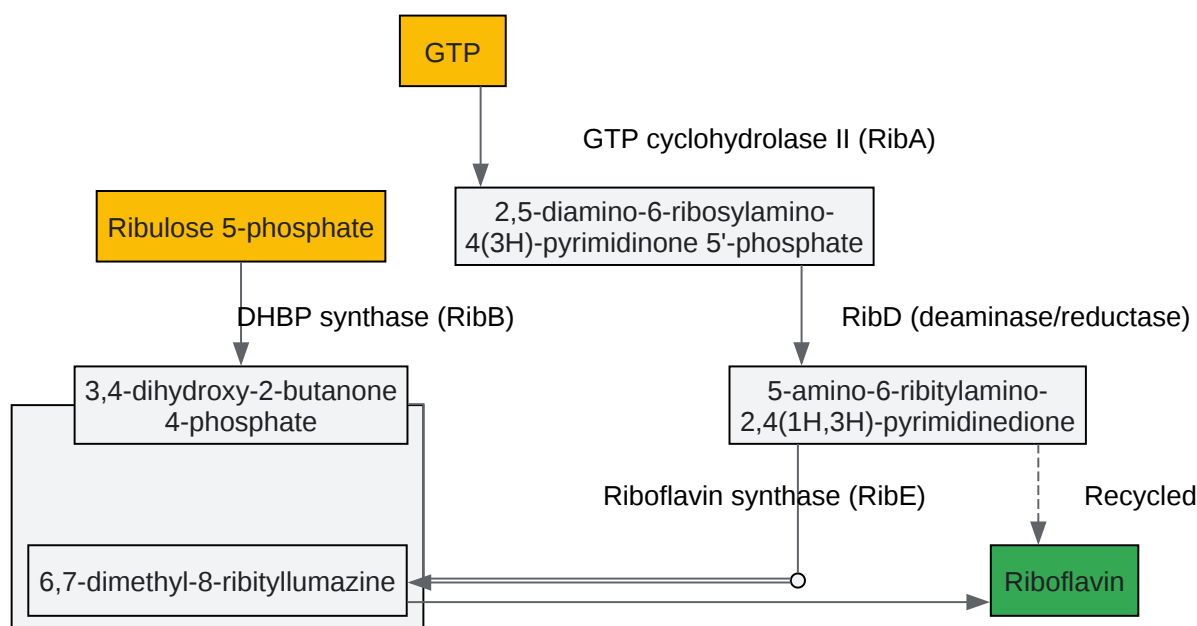 GTP
GTP cyclohydrolase II (RibA)
Ribulose 5-phosphate
2,5-diamino-6-ribosylamino-
4(3H)-pyrimidinone 5'-phosphate
DHBP synthase (RibB)
RibD (deaminase/reductase)
3,4-dihydroxy-2-butanone
4-phosphate
5-amino-6-ribitylamino-
2,4(1H,3H)-pyrimidinedione
Riboflavin synthase (RibE)
Recycled
6,7-dimethyl-8-ribityllumazine
Riboflavin